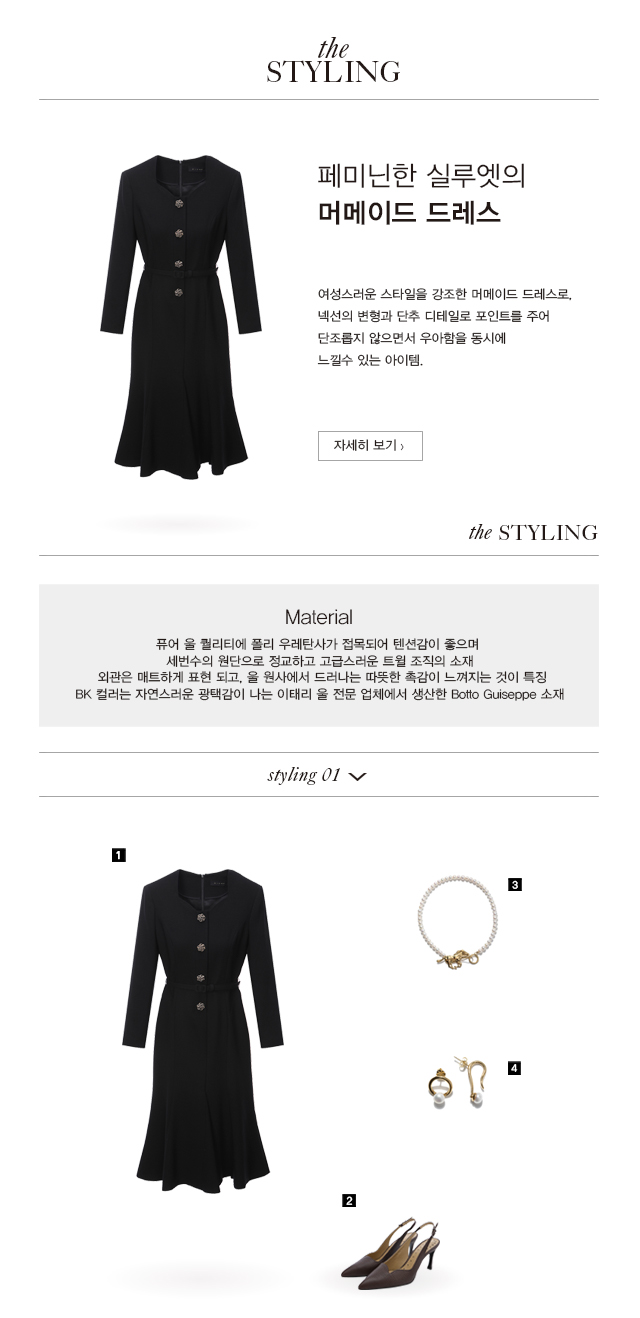 the
STYLING
페미닌한 실루엣의
머메이드 드레스
여성스러운 스타일을 강조한 머메이드 드레스로,
넥선의 변형과 단추 디테일로 포인트를 주어
단조롭지 않으면서 우아함을 동시에
느낄수 있는 아이템.
자세히 보기 ›
the STYLING
Material
퓨어 울 퀄리티에 폴리 우레탄사가 접목되어 텐션감이 좋으며
세번수의 원단으로 정교하고 고급스러운 트윌 조직의 소재
외관은 매트하게 표현 되고, 울 원사에서 드러나는 따뜻한 촉감이 느껴지는 것이 특징
BK 컬러는 자연스러운 광택감이 나는 이태리 울 전문 업체에서 생산한 Botto Guiseppe 소재
styling 01
1
3
4
2